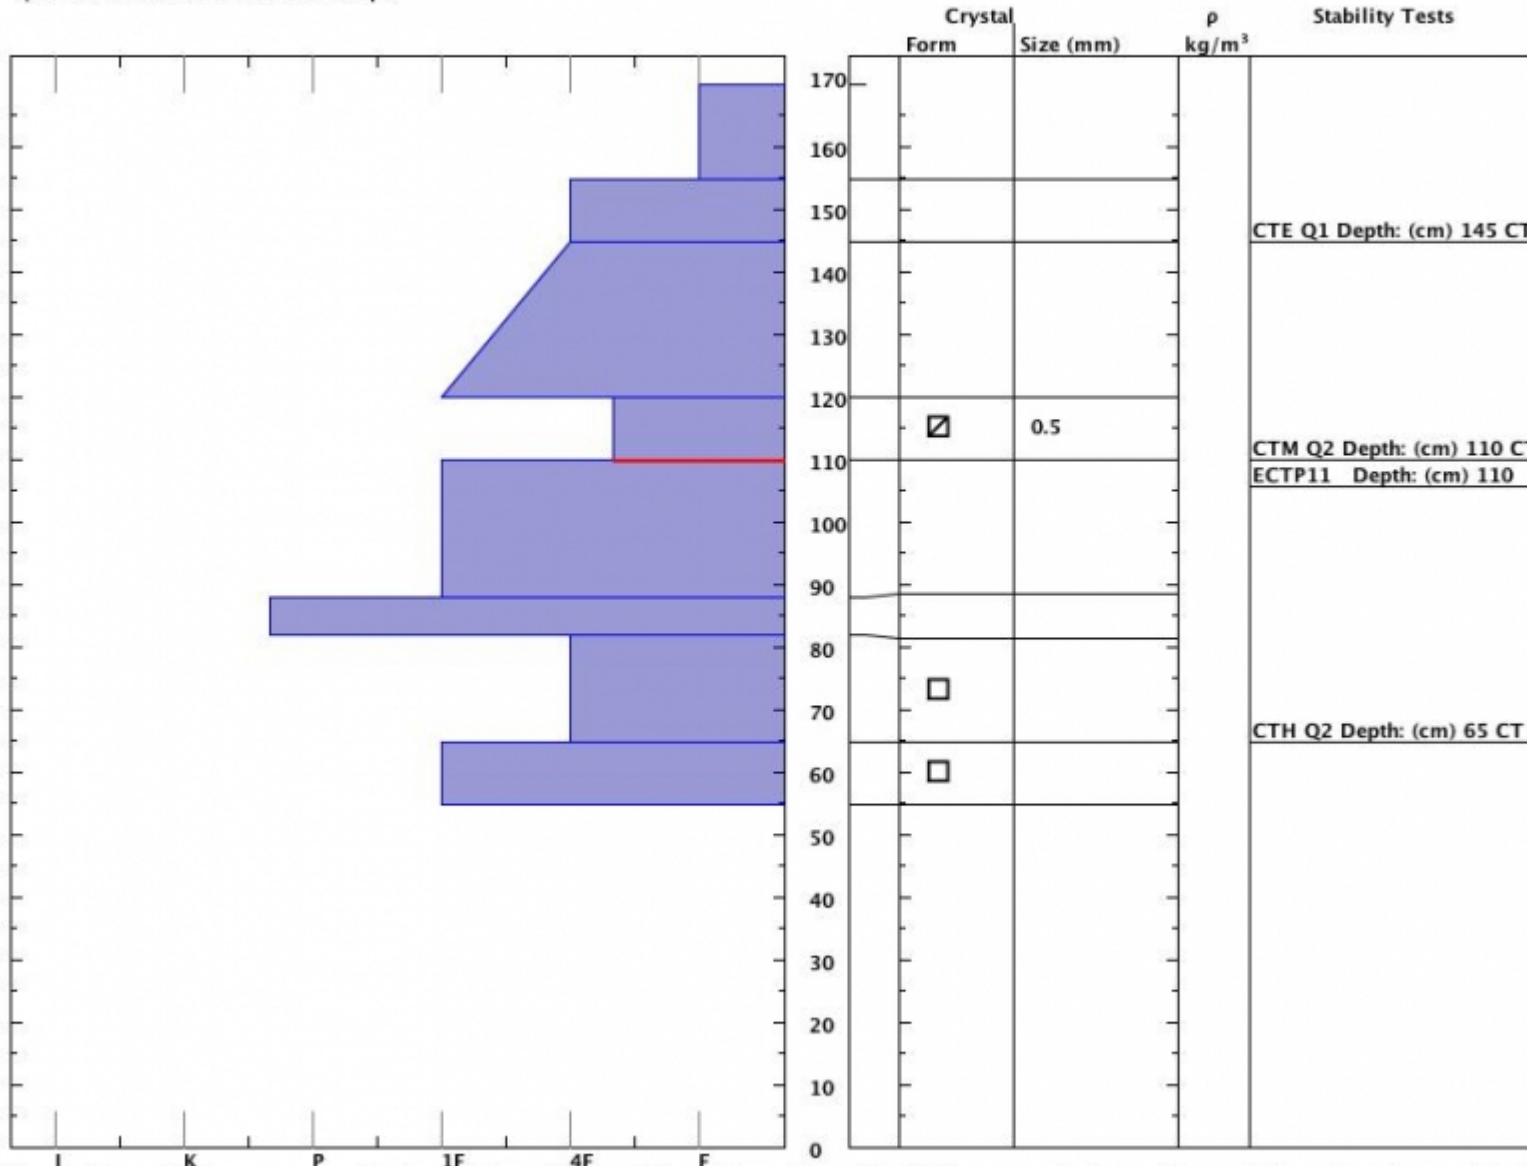 Crystal ρ Stability Tests
Form Size (mm) kg/m³
170
160
150
CTE Q1 Depth: (cm) 145 CT
140
130
120
0.5
CTM Q2 Depth: (cm) 110 CT
110
ECTP11 Depth: (cm) 110
100
90
80
70
CTH Q2 Depth: (cm) 65 CT
60
50
40
30
20
10
0
I K P 1F 4F F